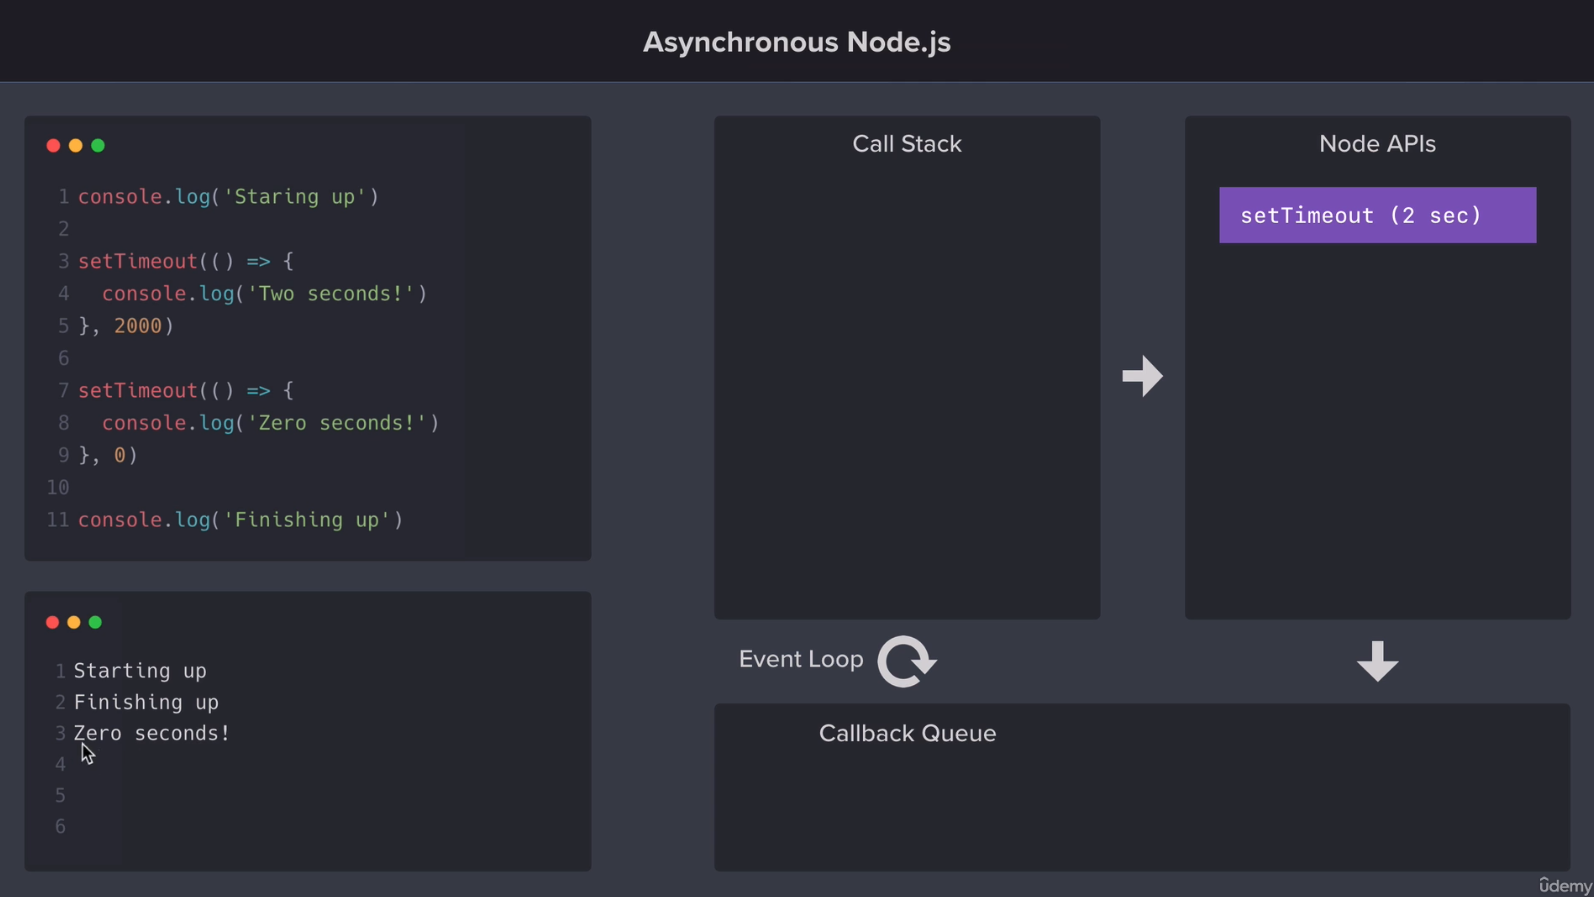 Asynchronous Node.js
1 console.log('Staring up')
2
3 setTimeout(() => {
4   console.log('Two seconds!')
5 }, 2000)
6
7 setTimeout(() => {
8   console.log('Zero seconds!')
9 }, 0)
10
11 console.log('Finishing up')
1 Starting up
2 Finishing up
3 Zero seconds!
4
5
6
Call Stack
Node APIs
setTimeout (2 sec)
Event Loop
Callback Queue
ûdemy